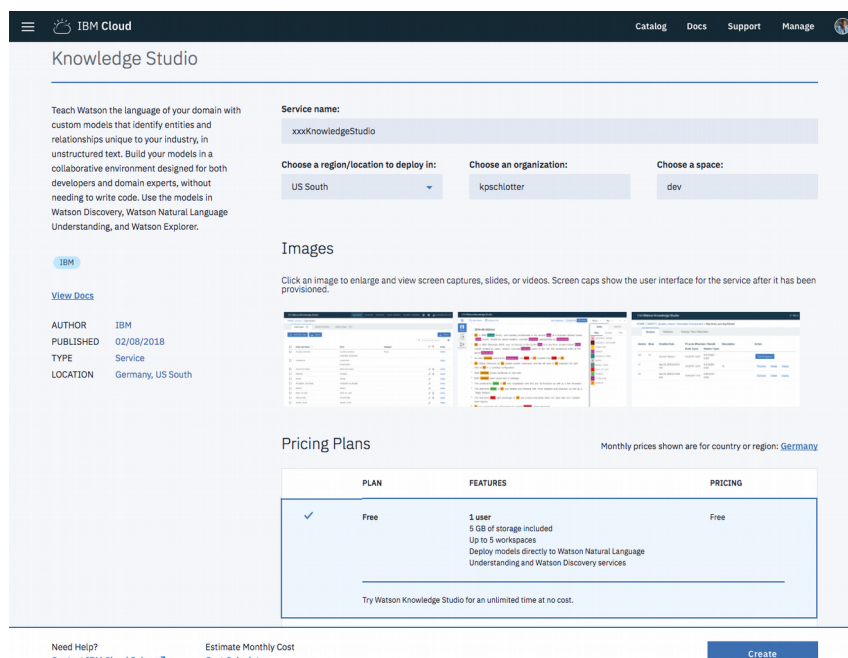 IBM Cloud
Catalog Docs Support Manage
Knowledge Studio
Teach Watson the language of your domain with
custom models that identify entities and
relationships unique to your industry, in
unstructured text. Build your models in a
collaborative environment designed for both
developers and domain experts, without
needing to write code. Use the models in
Watson Discovery, Watson Natural Language
Understanding, and Watson Explorer.
IBM
View Docs
AUTHOR IBM
PUBLISHED 02/08/2018
TYPE Service
LOCATION Germany, US South
Service name:
xxxKnowledgeStudio
Choose a region/location to deploy in:
US South
Choose an organization:
kpschlotter
Choose a space:
dev
Images
Click an image to enlarge and view screen captures, slides, or videos. Screen caps show the user interface for the service after it has been
provisioned.
Pricing Plans
Monthly prices shown are for country or region: Germany
PLAN FEATURES PRICING
Free 1 user Free
5 GB of storage included
Up to 5 workspaces
Deploy models directly to Watson Natural Language
Understanding and Watson Discovery services
Try Watson Knowledge Studio for an unlimited time at no cost.
Need Help?
Estimate Monthly Cost
Create